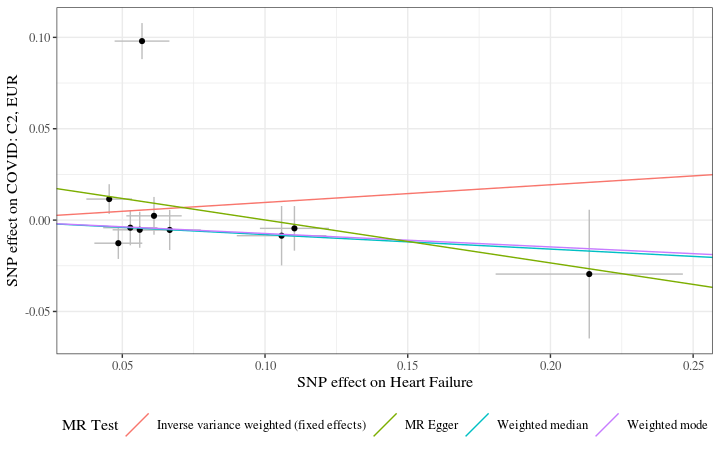 SNP effect on COVID: C2, EUR
0.10
0.05
0.00
-0.05
0.05 0.10 0.15 0.20 0.25
SNP effect on Heart Failure
MR Test Inverse variance weighted (fixed effects) MR Egger Weighted median Weighted mode